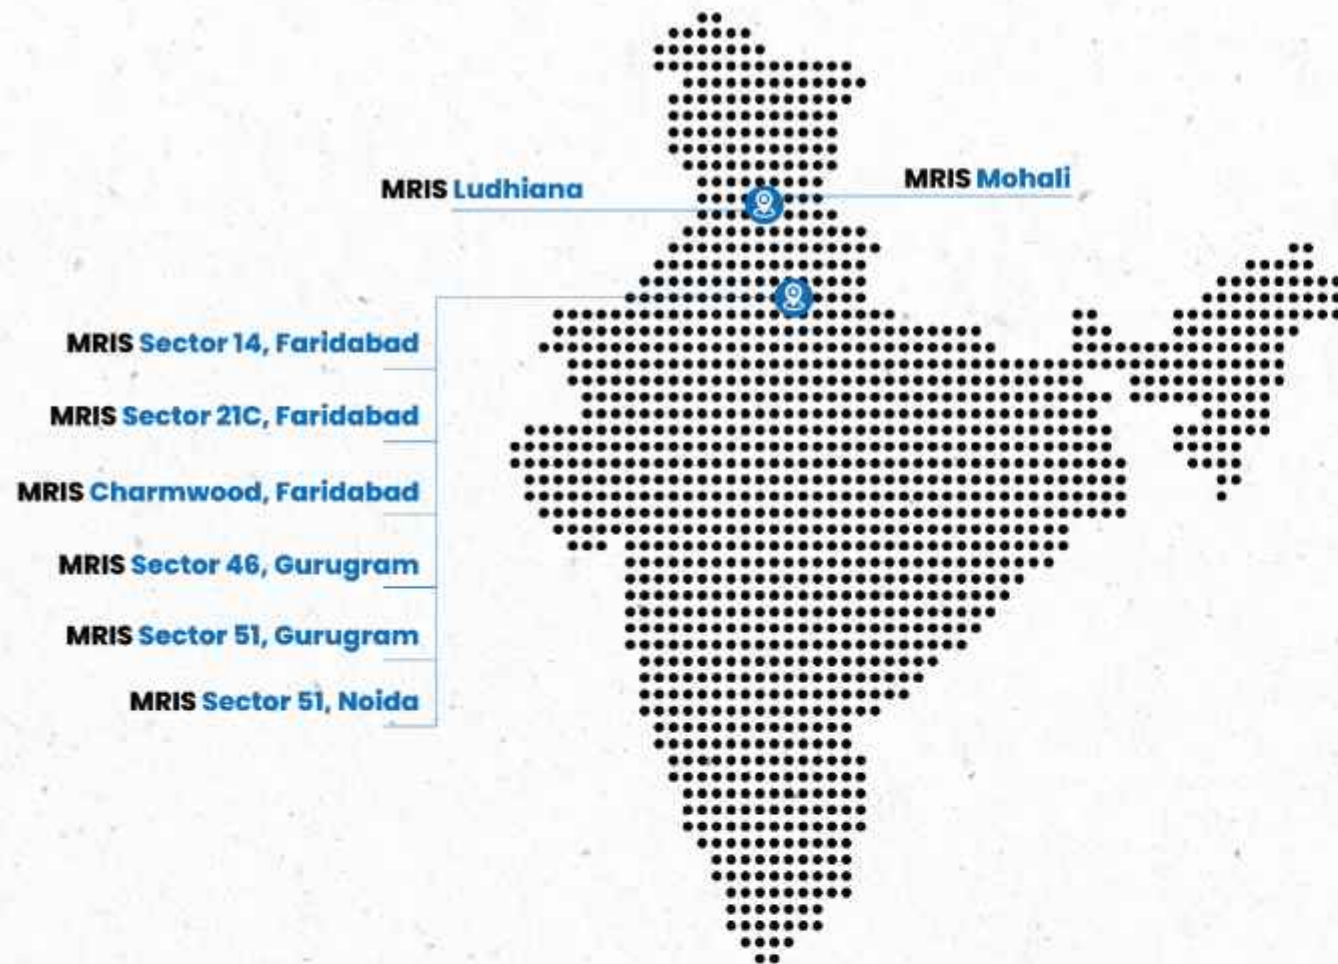 MRIS Ludhiana
MRIS Mohali
MRIS Sector 14, Faridabad
MRIS Sector 21C, Faridabad
MRIS Charmwood, Faridabad
MRIS Sector 46, Gurugram
MRIS Sector 51, Gurugram
MRIS Sector 51, Noida